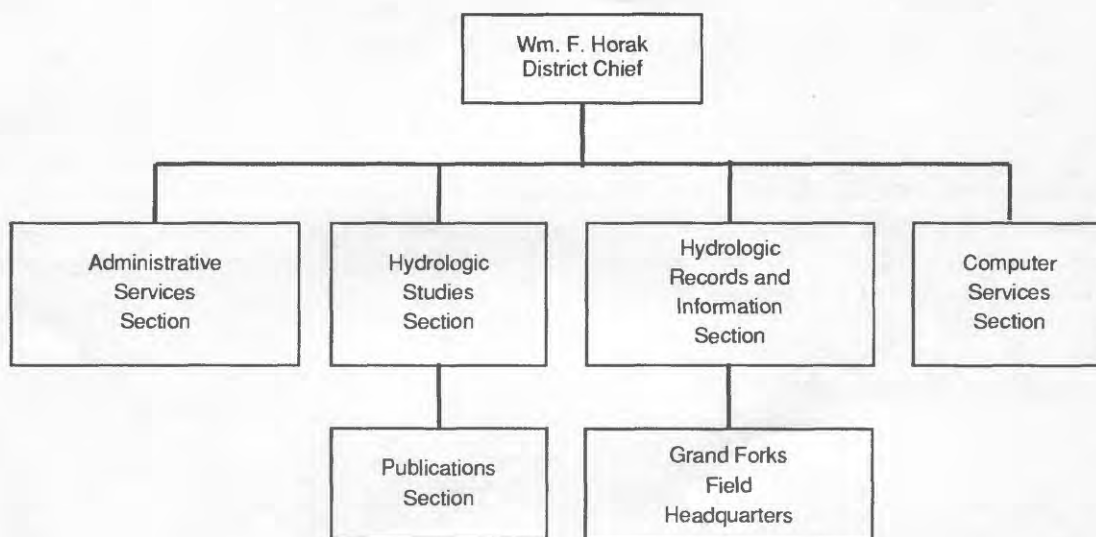 Wm. F. Horak
District Chief
Administrative
Services
Section
Hydrologic
Studies
Section
Hydrologic
Records and
Information
Section
Computer
Services
Section
Publications
Section
Grand Forks
Field
Headquarters